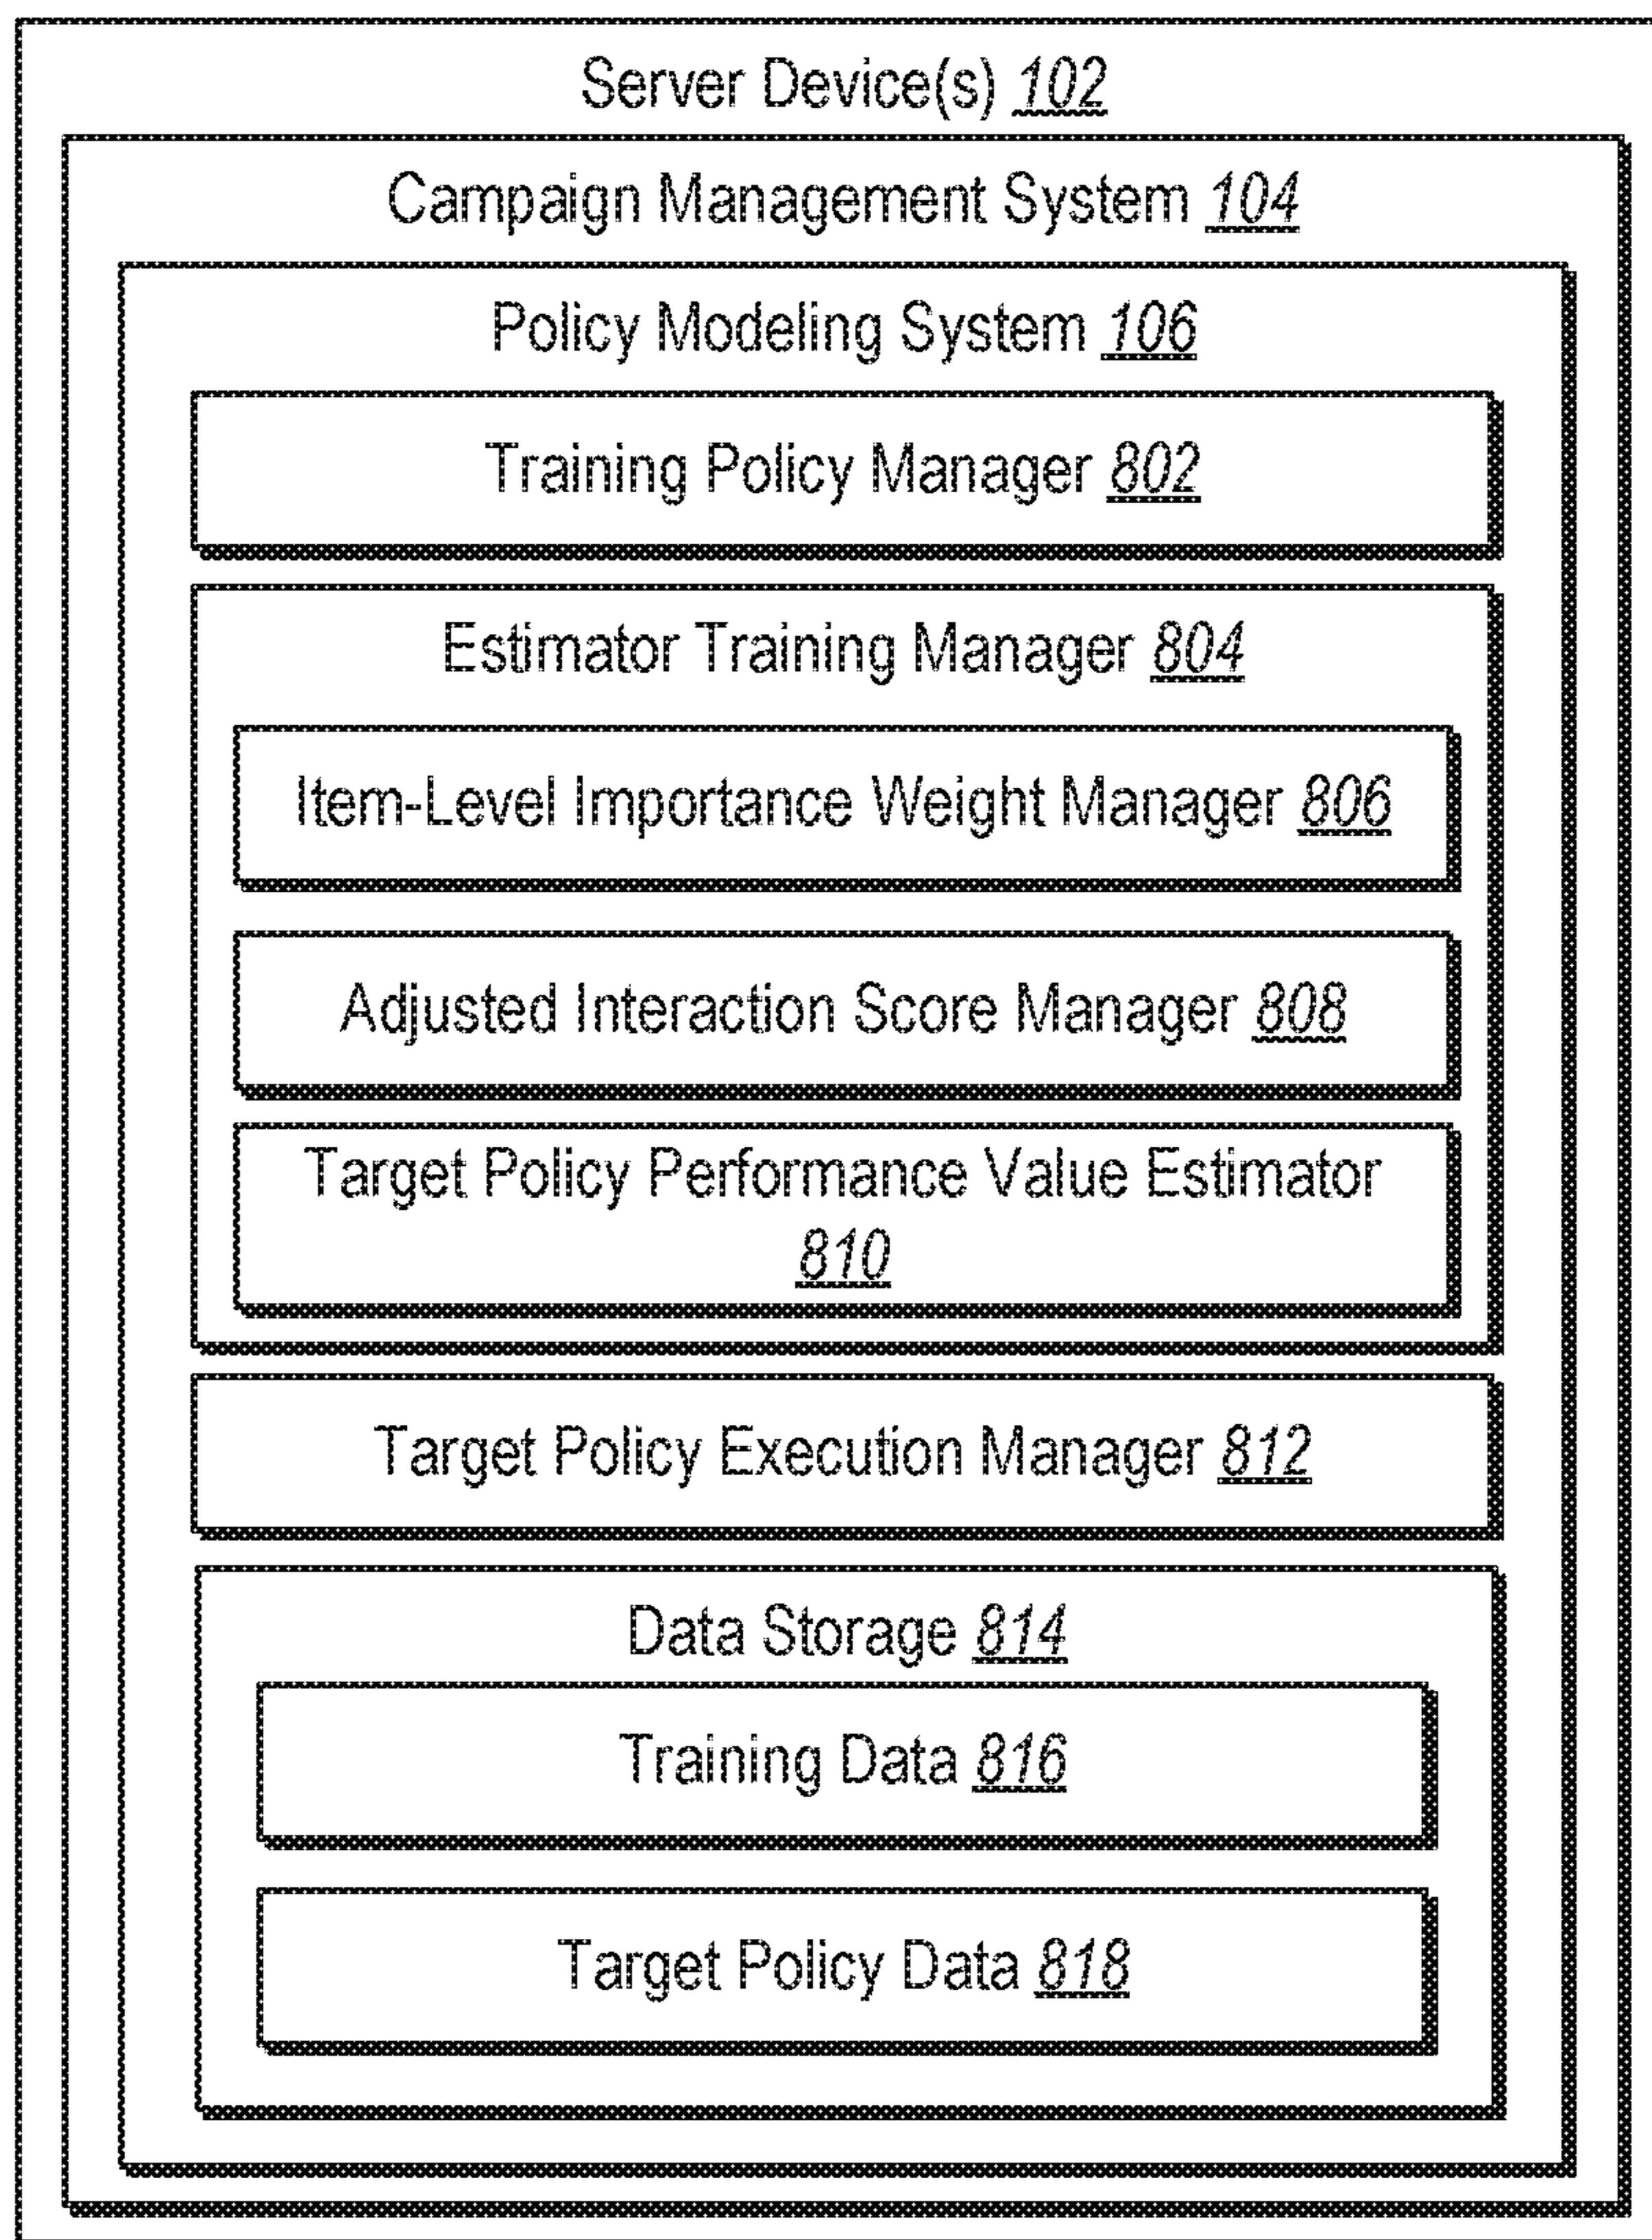 Server Device(s) 102
Campaign Management System 104
Policy Modeling System 106
Training Policy Manager 802
Estimator Training Manager 804
Item-Level Importance Weight Manager 806
Adjusted Interaction Score Manager 808
Target Policy Performance Value Estimator
810
Target Policy Execution Manager 812
Data Storage 814
Training Data 816
Target Policy Data 818